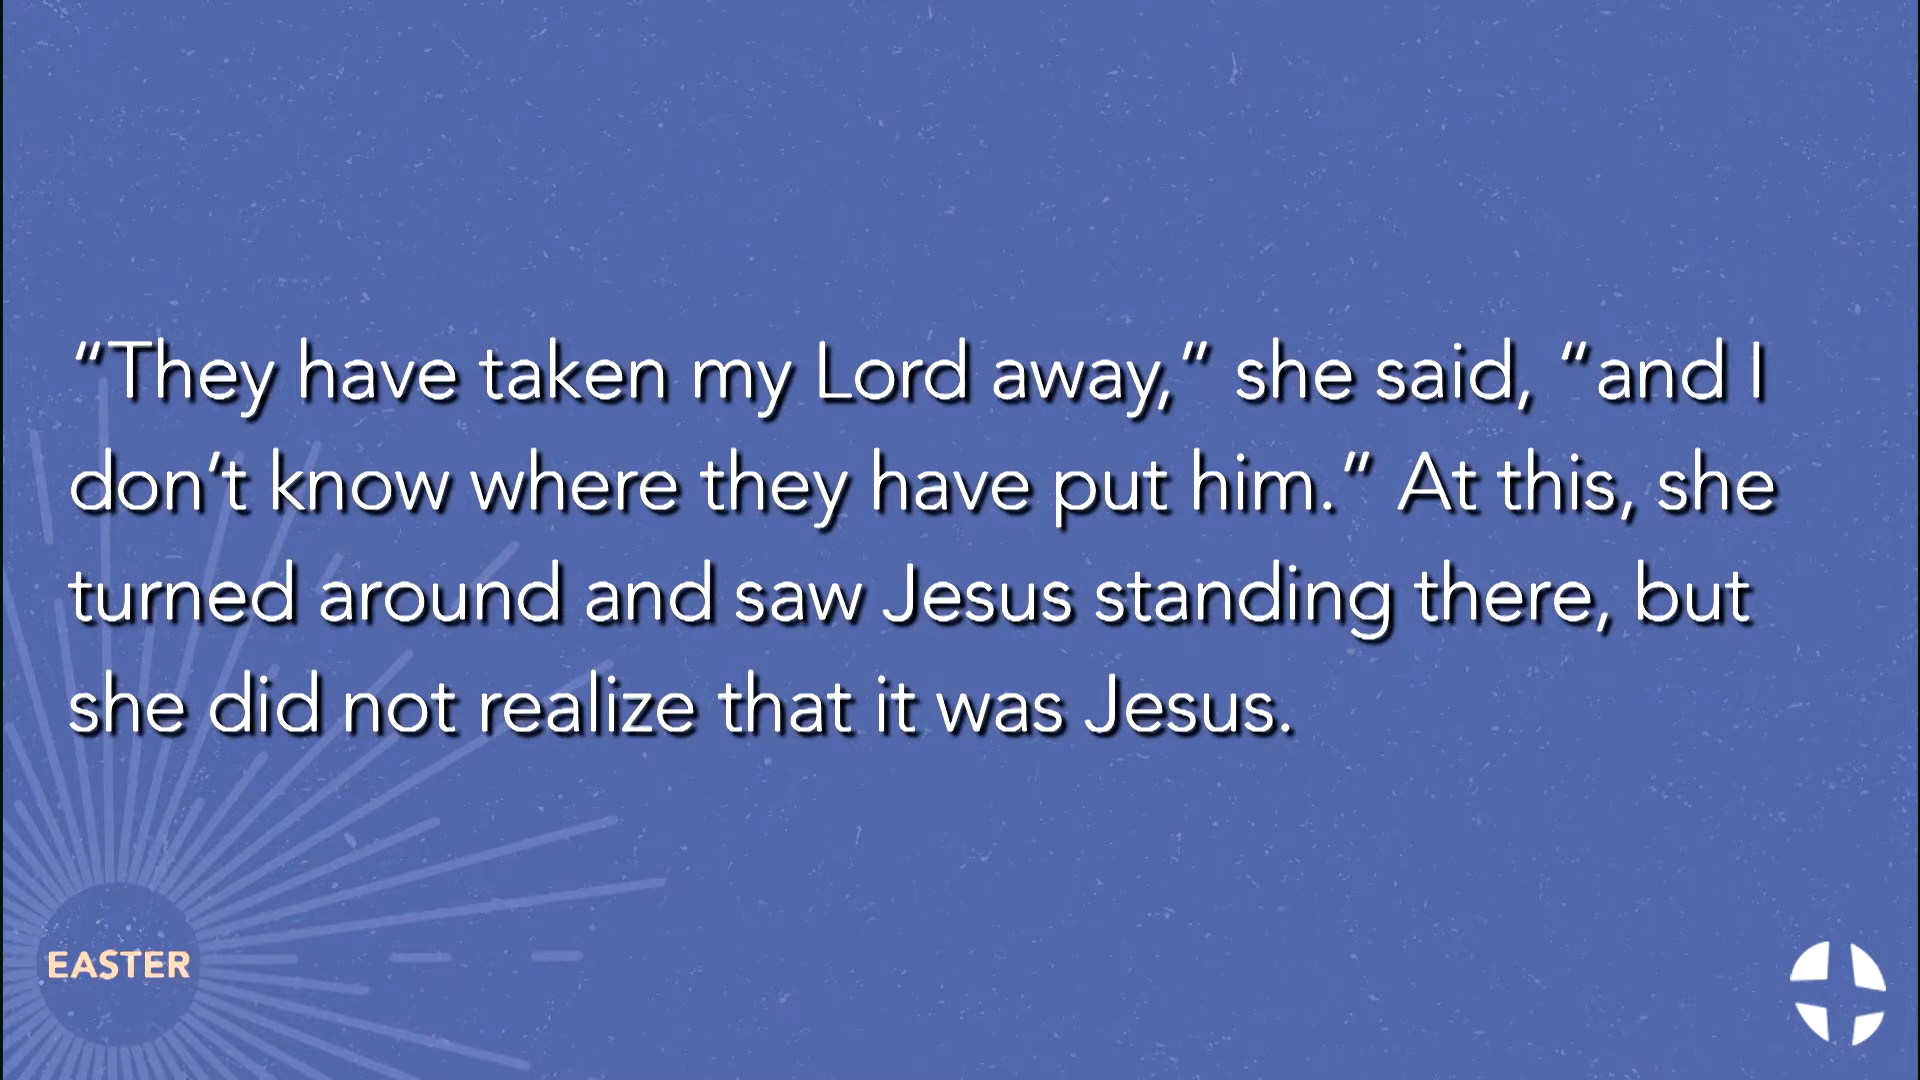 “They have taken my Lord away,” she said, “and I
don’t know where they have put him.” At this, she
turned around and saw Jesus standing there, but
she did not realize that it was Jesus.
EASTER